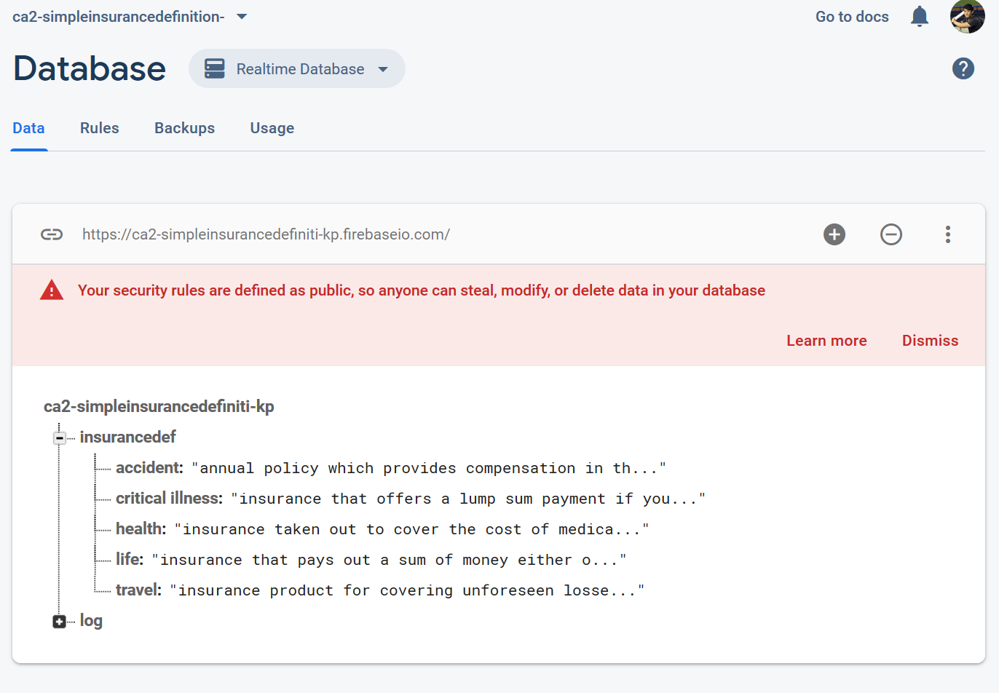 ca2-simpleinsurancedefinition-
Go to docs
Database
Realtime Database
?
Data Rules Backups Usage
https://ca2-simpleinsurancedefiniti-kp.firebaseio.com/
Your security rules are defined as public, so anyone can steal, modify, or delete data in your database
Learn more Dismiss
ca2-simpleinsurancedefiniti-kp
insurancedef
accident: "annual policy which provides compensation in th..."
critical illness: "insurance that offers a lump sum payment if you..."
health: "insurance taken out to cover the cost of medica..."
life: "insurance that pays out a sum of money either o..."
travel: "insurance product for covering unforeseen losse..."
log